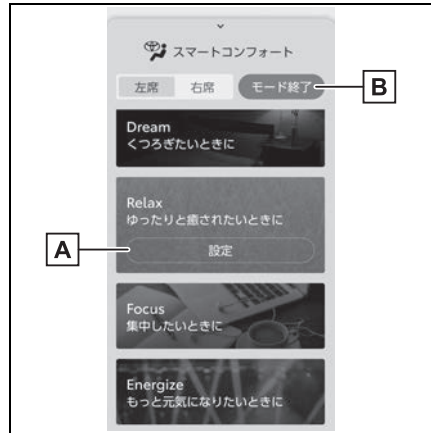 スマートコンフォート
左席 右席 モード終了 B
Dream
くつろぎたいときに
Relax
ゆったりと癒されたいときに
A 設定
Focus
集中したいときに
Energize
もっと元気になりたいときに